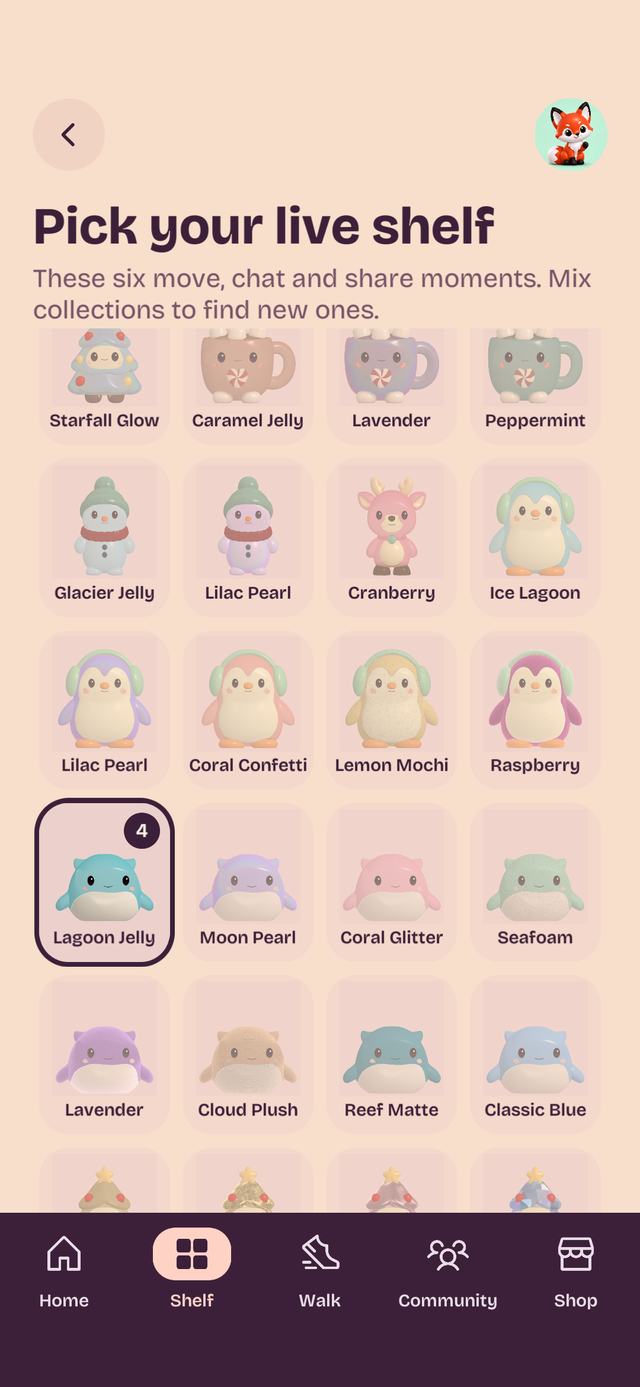 Pick your live shelf
These six move, chat and share moments. Mix
collections to find new ones.
Starfall Glow
Caramel Jelly
Lavender
Peppermint
Glacier Jelly
Lilac Pearl
Cranberry
Ice Lagoon
Lilac Pearl
Coral Confetti
Lemon Mochi
Raspberry
4
Lagoon Jelly
Moon Pearl
Coral Glitter
Seafoam
Lavender
Cloud Plush
Reef Matte
Classic Blue
Home
Shelf
Walk
Community
Shop